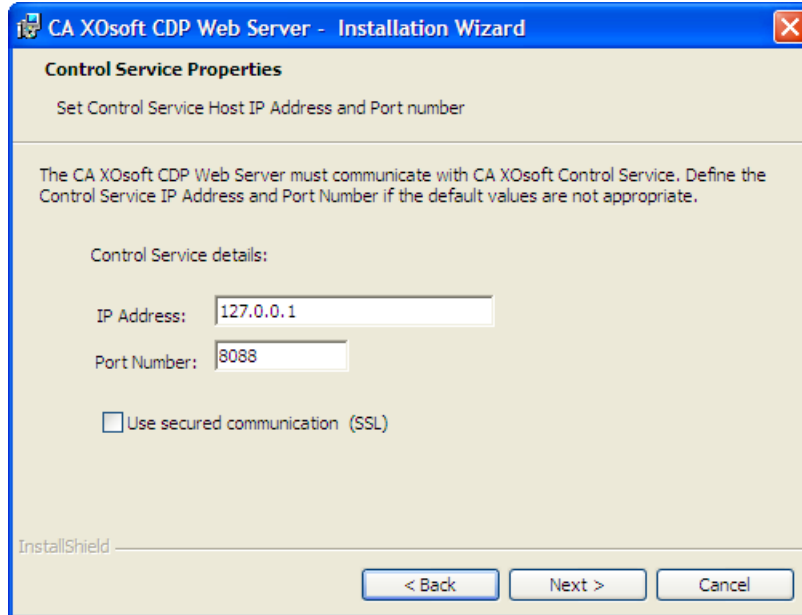 CA XOsoft CDP Web Server - Installation Wizard
Control Service Properties
Set Control Service Host IP Address and Port number
The CA XOsoft CDP Web Server must communicate with CA XOsoft Control Service. Define the
Control Service IP Address and Port Number if the default values are not appropriate.
Control Service details:
IP Address: 127.0.0.1
Port Number: 8088
Use secured communication (SSL)
InstallShield
< Back Next > Cancel